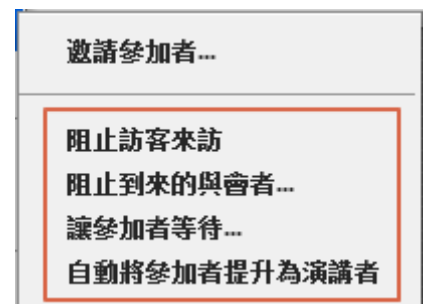 邀請參加者...
阻止訪客來訪
阻止到來的與會者...
讓參加者等待...
自動將參加者提升為演講者